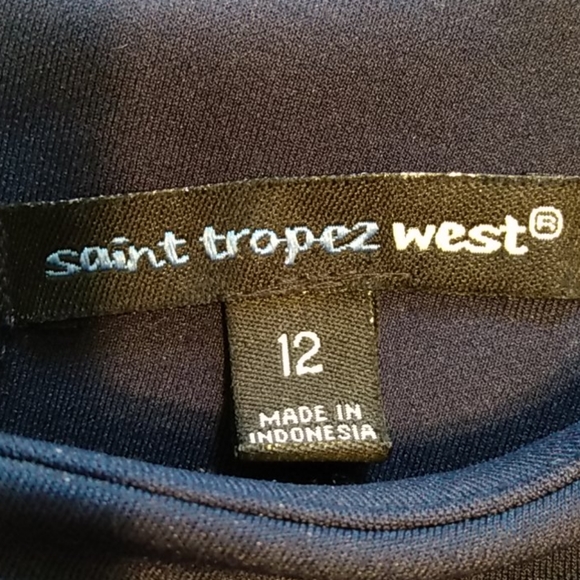 saint tropez west®
12
MADE IN
INDONESIA